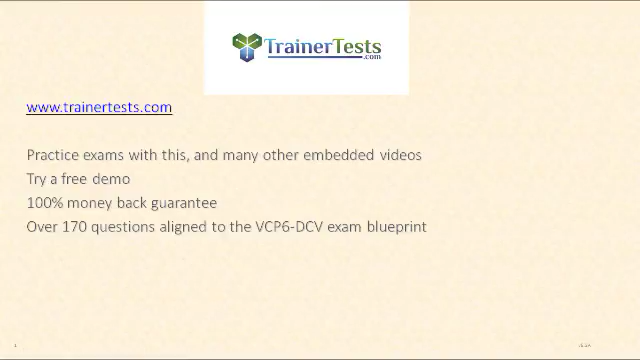 TrainerTests
.com
www.trainertests.com
Practice exams with this, and many other embedded videos
Try a free demo
100% money back guarantee
Over 170 questions aligned to the VCP6-DCV exam blueprint